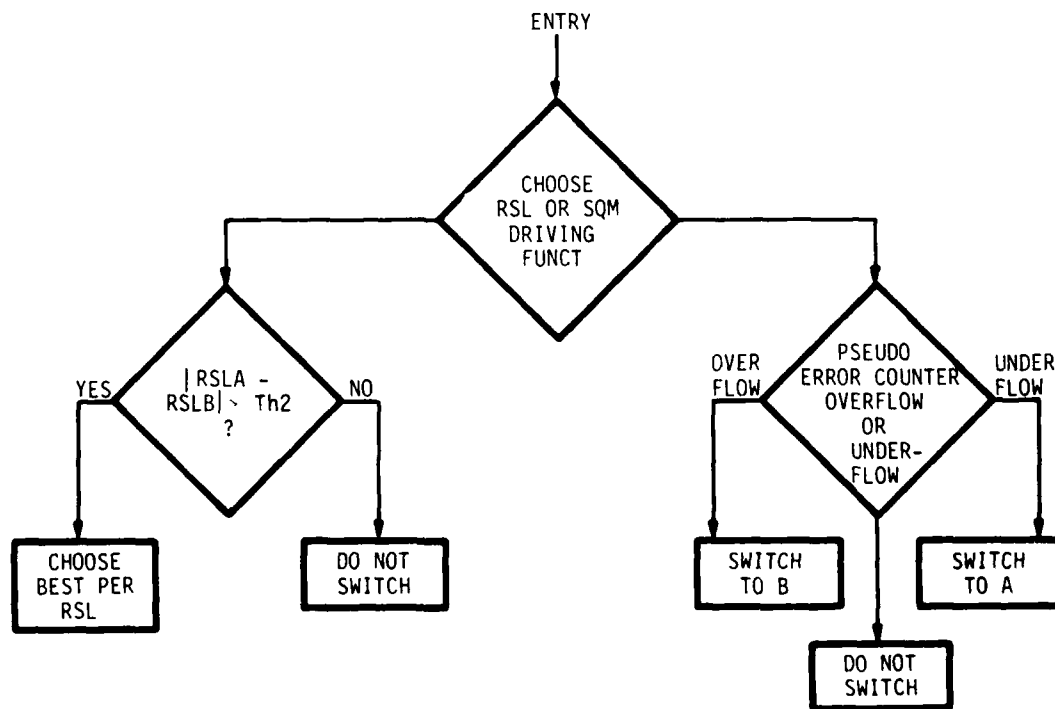 ENTRY
CHOOSE
RSL OR SQM
DRIVING
FUNCT
|RSLA -
RSLB| > Th2
?
YES
NO
CHOOSE
BEST PER
RSL
DO NOT
SWITCH
PSEUDO
ERROR COUNTER
OVERFLOW
OR
UNDER-
FLOW
OVER
FLOW
UNDER
FLOW
SWITCH
TO B
SWITCH
TO A
DO NOT
SWITCH